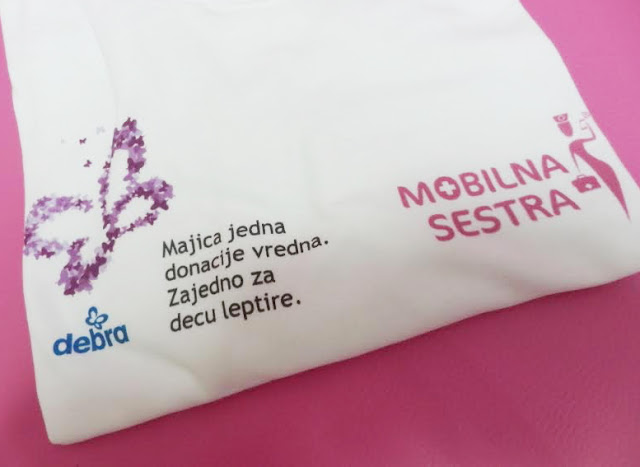 Majica jedna
donacije vredna.
Zajedno za
decu leptire.
debra
MOBILNA
SESTRA